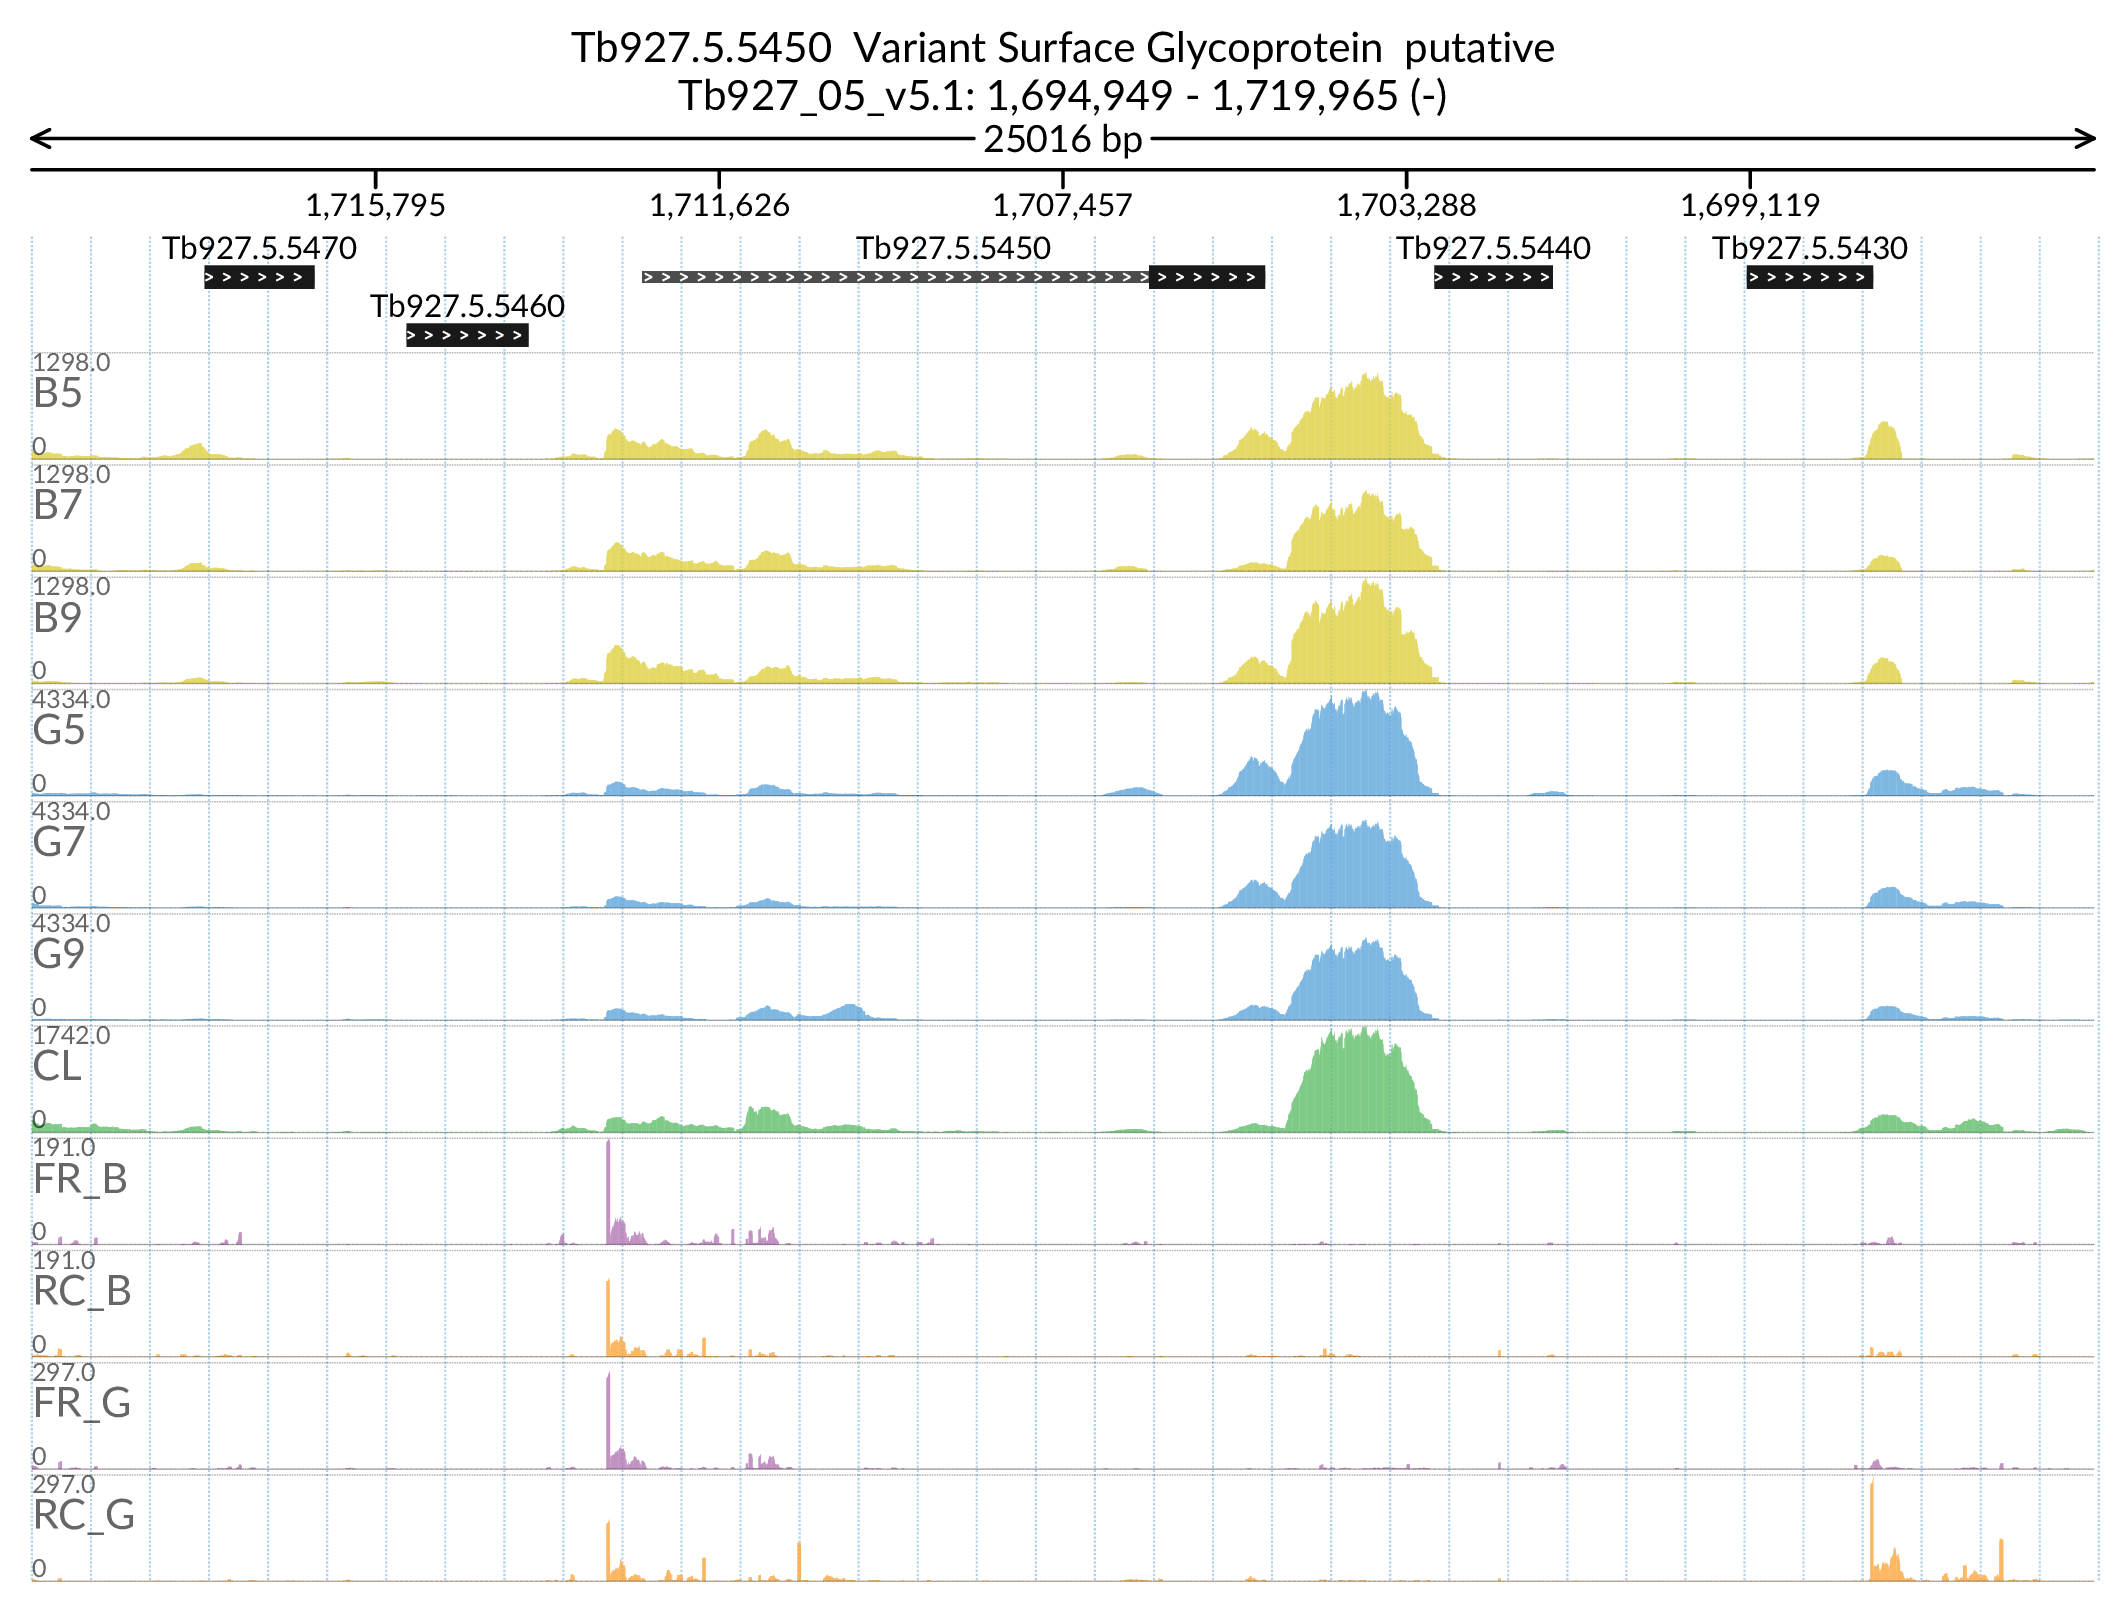 Tb927.5.5450  Variant Surface Glycoprotein  putative
Tb927_05_v5.1: 1,694,949 - 1,719,965 (-)
25016 bp
1,715,795 1,711,626 1,707,457 1,703,288 1,699,119
Tb927.5.5470 Tb927.5.5450 Tb927.5.5440 Tb927.5.5430
Tb927.5.5460
1298.0
B5
0
1298.0
B7
0
1298.0
B9
0
4334.0
G5
0
4334.0
G7
0
4334.0
G9
0
1742.0
CL
0
191.0
FR_B
0
191.0
RC_B
0
297.0
FR_G
0
297.0
RC_G
0